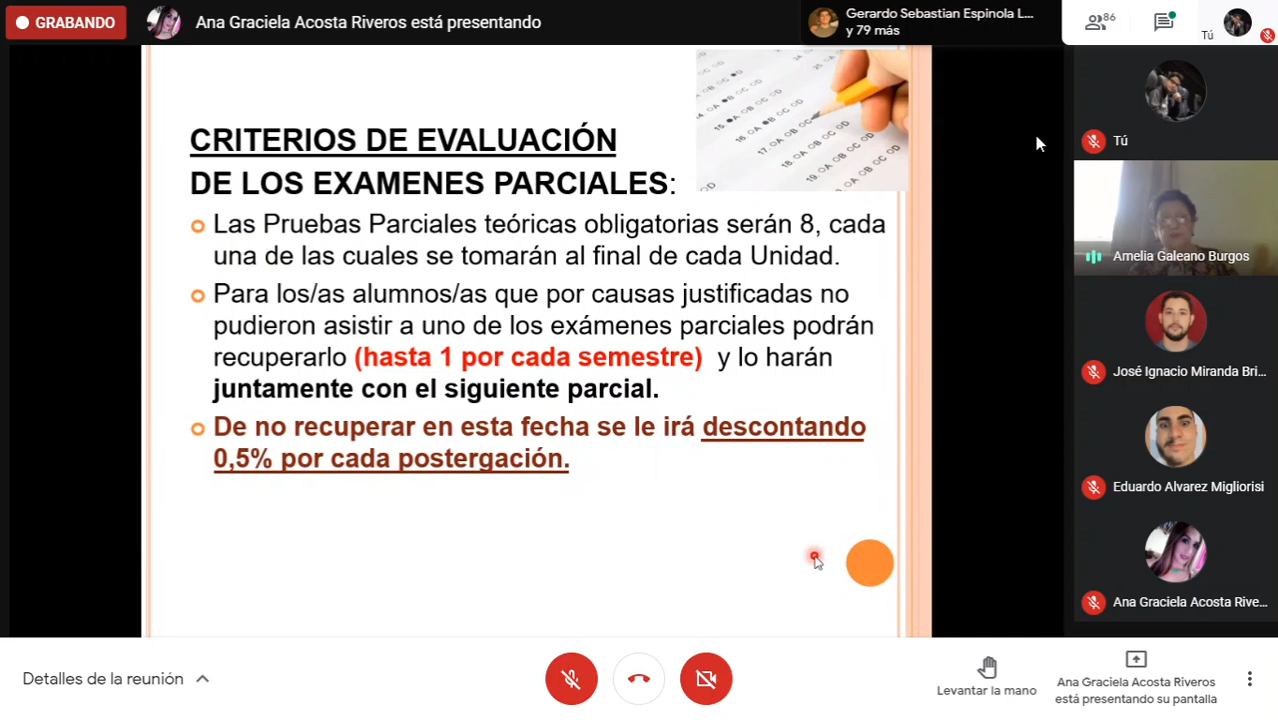 GRABANDO
Ana Graciela Acosta Riveros está presentando
Gerardo Sebastian Espinola L...
y 79 más
86
Tú
CRITERIOS DE EVALUACIÓN
DE LOS EXAMENES PARCIALES:
Las Pruebas Parciales teóricas obligatorias serán 8, cada
una de las cuales se tomarán al final de cada Unidad.
Para los/as alumnos/as que por causas justificadas no
pudieron asistir a uno de los exámenes parciales podrán
recuperarlo (hasta 1 por cada semestre) y lo harán
juntamente con el siguiente parcial.
De no recuperar en esta fecha se le irá descontando
0,5% por cada postergación.
Tú
Amelia Galeano Burgos
José Ignacio Miranda Bri...
Eduardo Alvarez Migliorisi
Ana Graciela Acosta Rive...
Detalles de la reunión
Levantar la mano
Ana Graciela Acosta Riveros
está presentando su pantalla